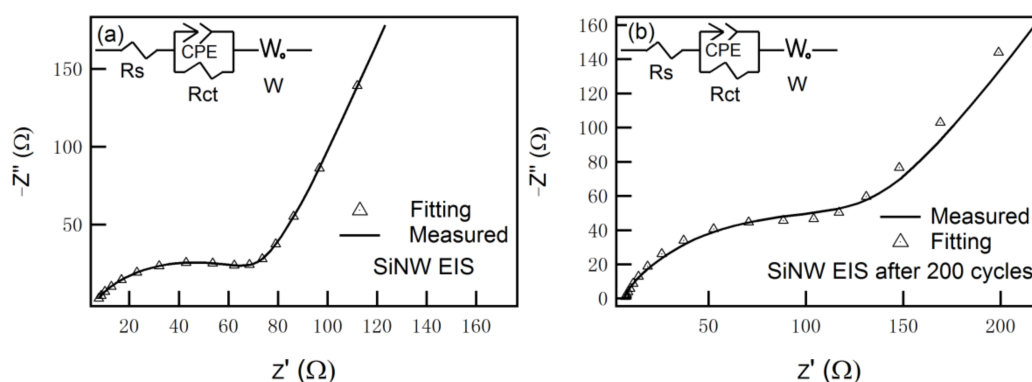 (a)
CPE
Rs
Rct
W
W
-Z" (Ω)
150
100
50
Fitting
Measured
SiNW EIS
20 40 60 80 100 120 140 160
Z' (Ω)
(b)
CPE
Rs
Rct
W
W
-Z" (Ω)
-160
140
120
100
80
60
40
20
0
Measured
Fitting
SiNW EIS after 200 cycles
50 100 150 200
Z' (Ω)